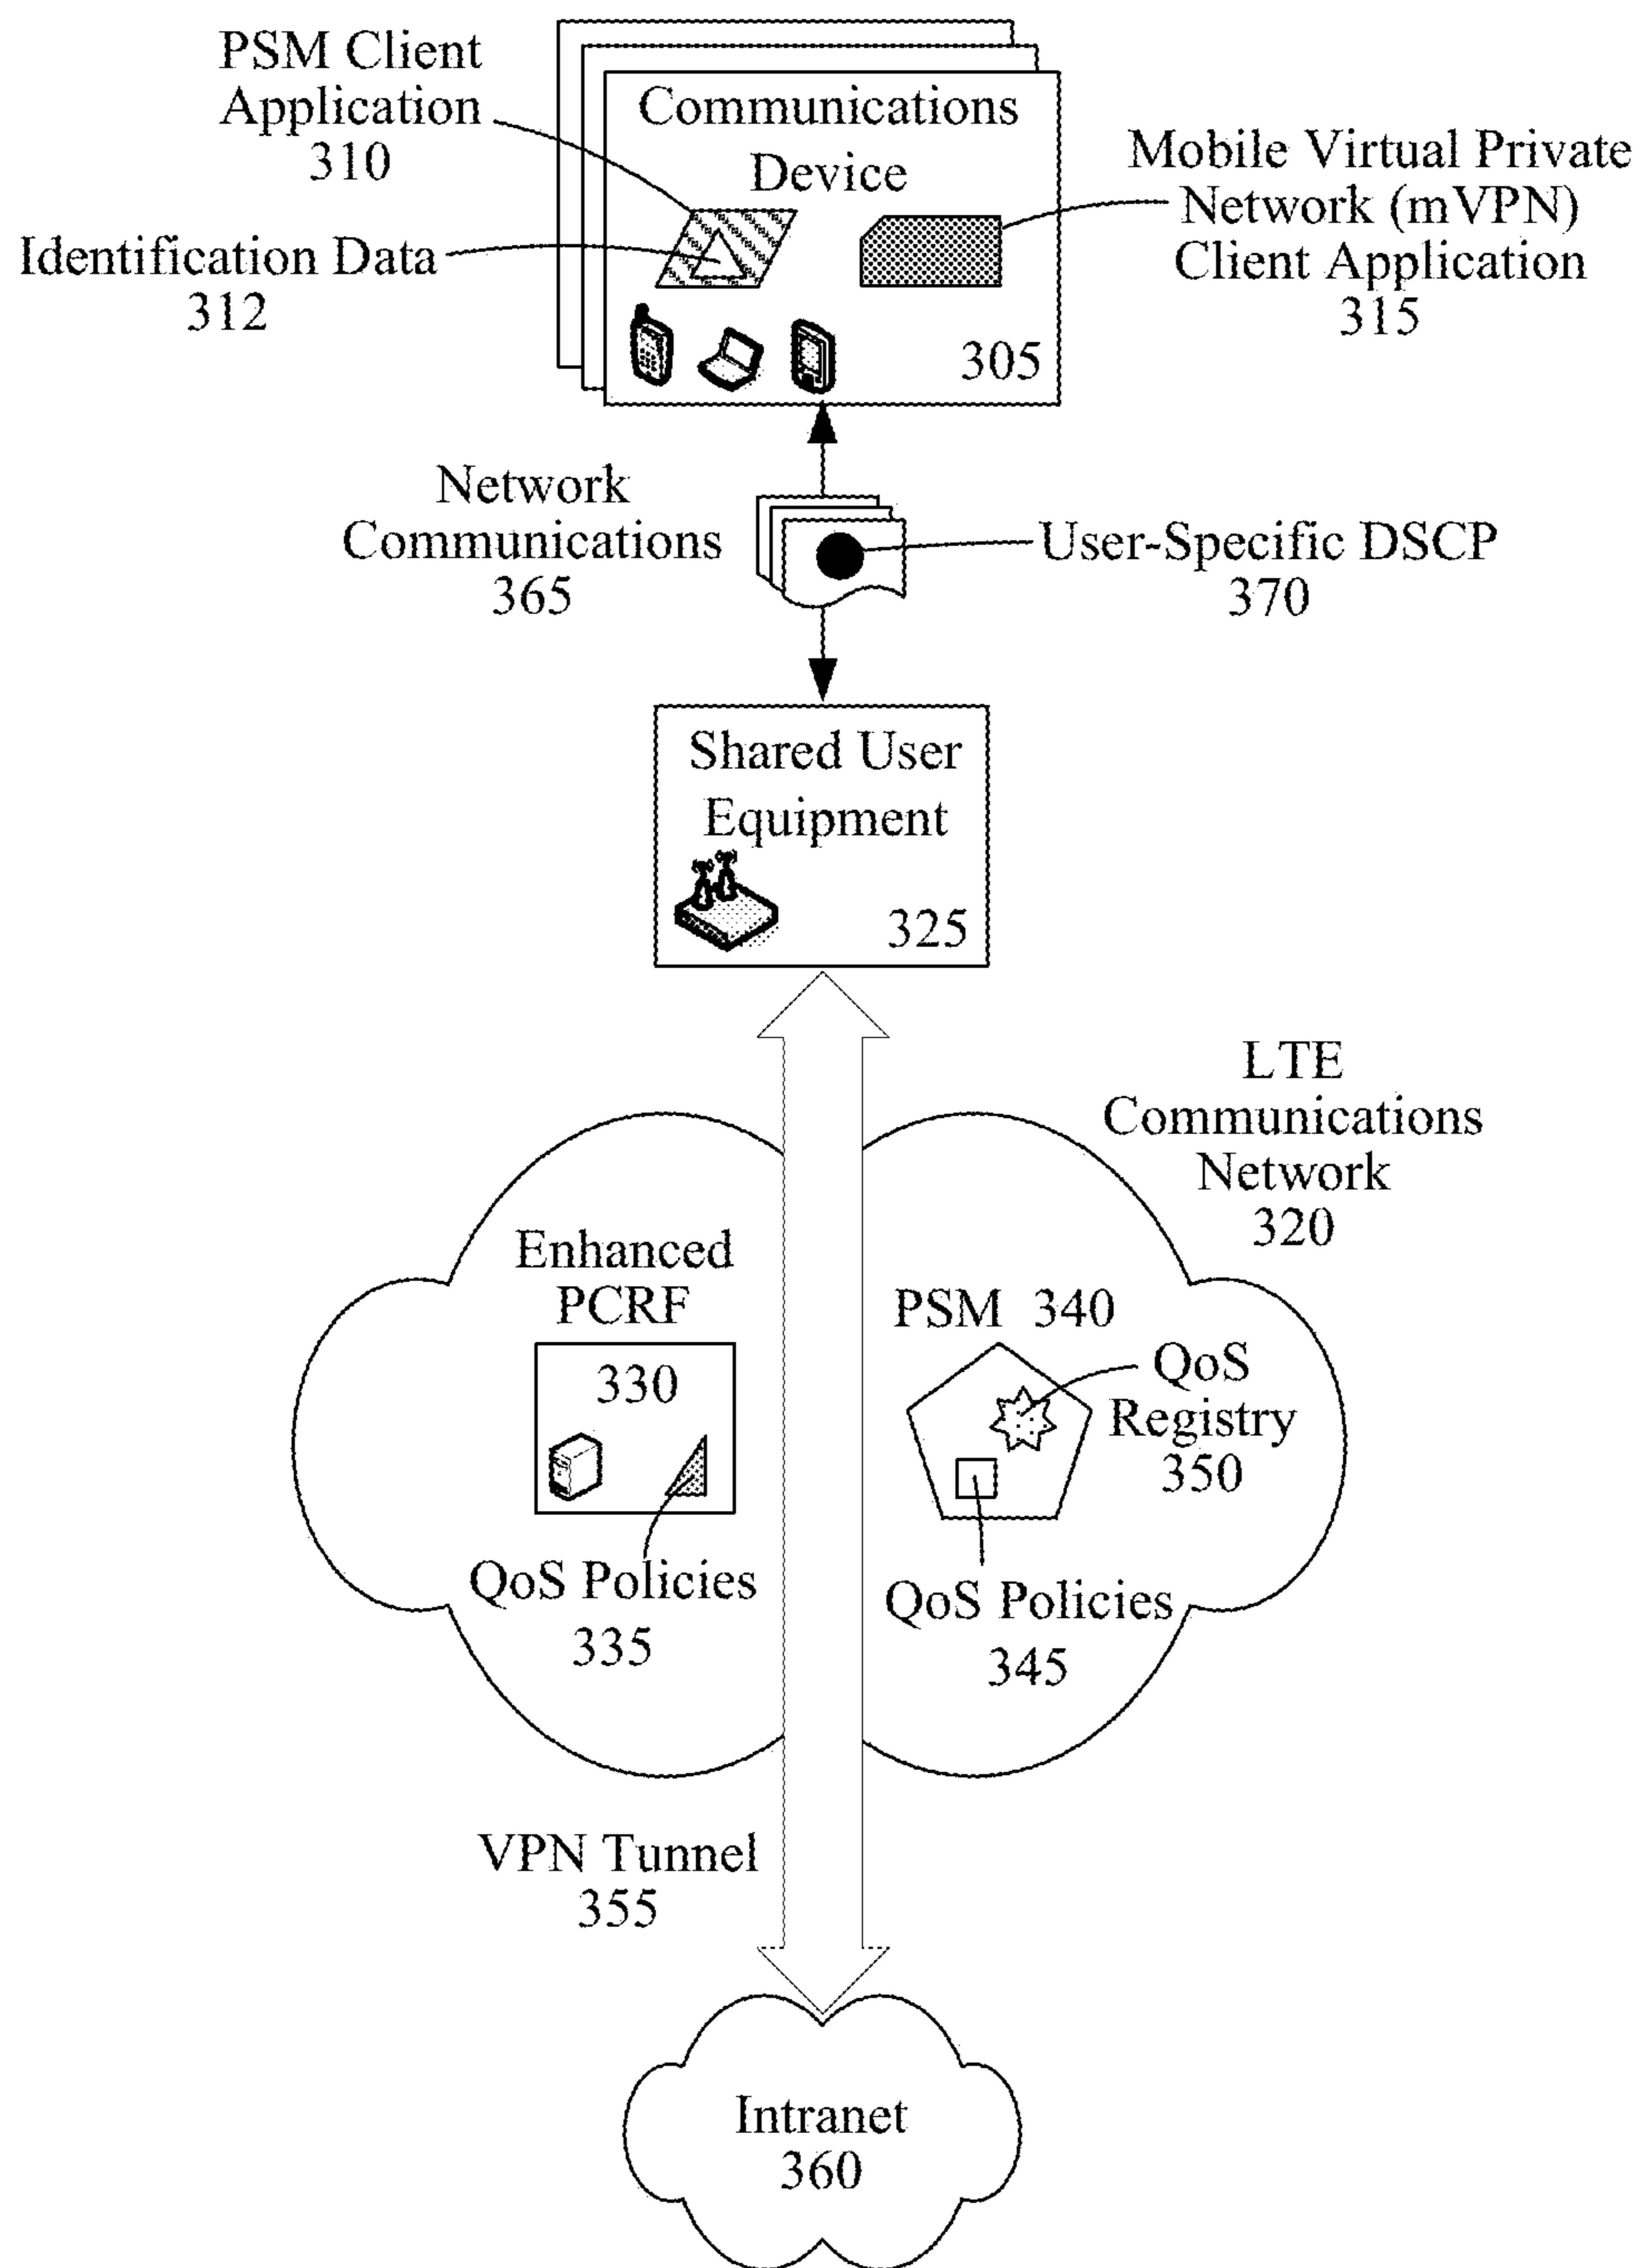 PSM Client
Application
310
Identification Data
312
Communications
Device
305
Mobile Virtual Private
Network (mVPN)
Client Application
315
Network
Communications
365
User-Specific DSCP
370
Shared User
Equipment
325
LTE
Communications
Network
320
Enhanced
PCRF
330
QoS Policies
335
PSM 340
QoS
Registry
350
QoS Policies
345
VPN Tunnel
355
Intranet
360